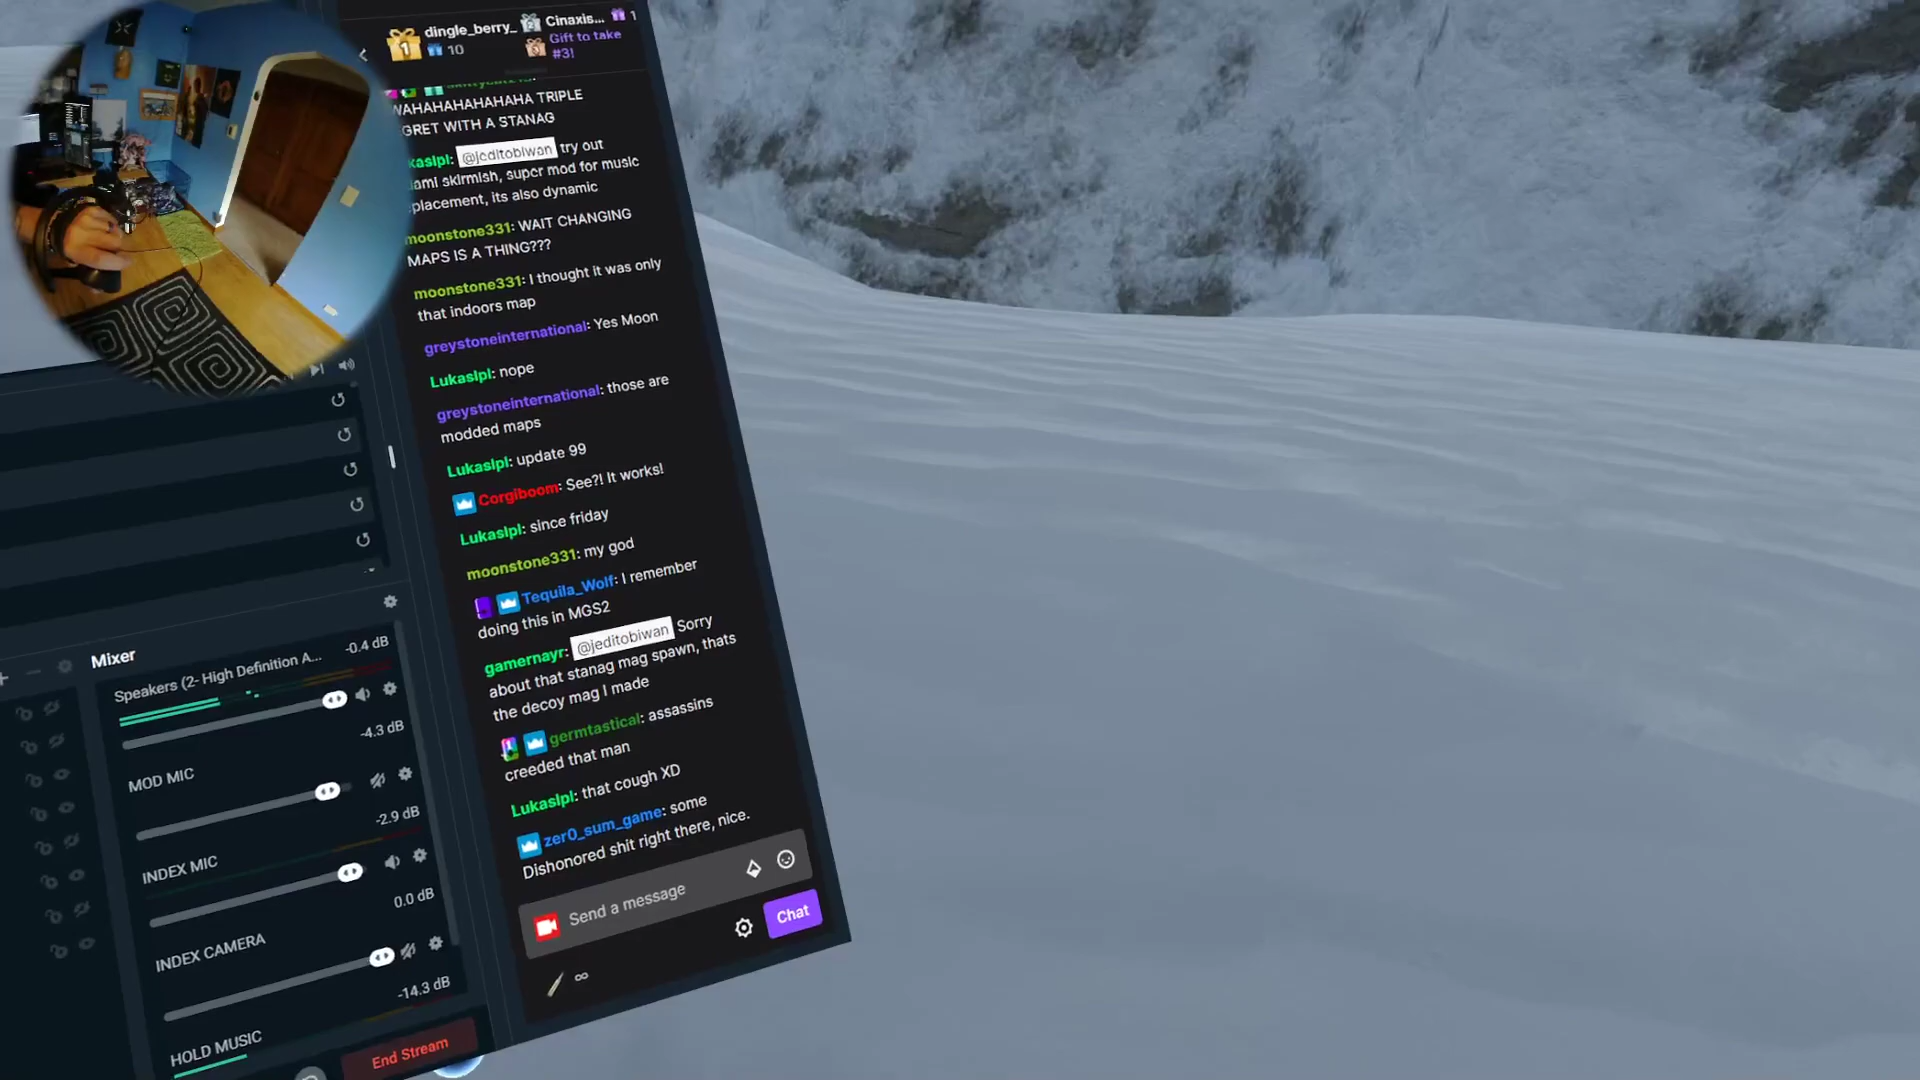 dingle_berry_
10
Cinaxis... 1
Gift to take
#3!
WAHAHAHAHAHA TRIPLE
GRET WITH A STANAG
kaslpl: @jeditobiwan try out
ami skirmish, super mod for music
placement, its also dynamic
moonstone331: WAIT CHANGING
MAPS IS A THING???
moonstone331: I thought it was only
that indoors map
greystoneinternational: Yes Moon
Lukaslpl: nope
greystoneinternational: those are
modded maps
Lukaslpl: update 99
Corgiboom: See?! It works!
Lukaslpl: since friday
moonstone331: my god
Tequila_Wolf: I remember
doing this in MGS2
gamernayr: @jeditobiwan Sorry
about that stanag mag spawn, thats
the decoy mag I made
germtastical: assassins
creeded that man
Lukaslpl: that cough XD
zer0_sum_game: some
Dishonored shit right there, nice.
Send a message
Chat
∞
Mixer
Speakers (2- High Definition A... -0.4 dB
-4.3 dB
MOD MIC
-2.9 dB
INDEX MIC
0.0 dB
INDEX CAMERA
-14.3 dB
HOLD MUSIC
End Stream